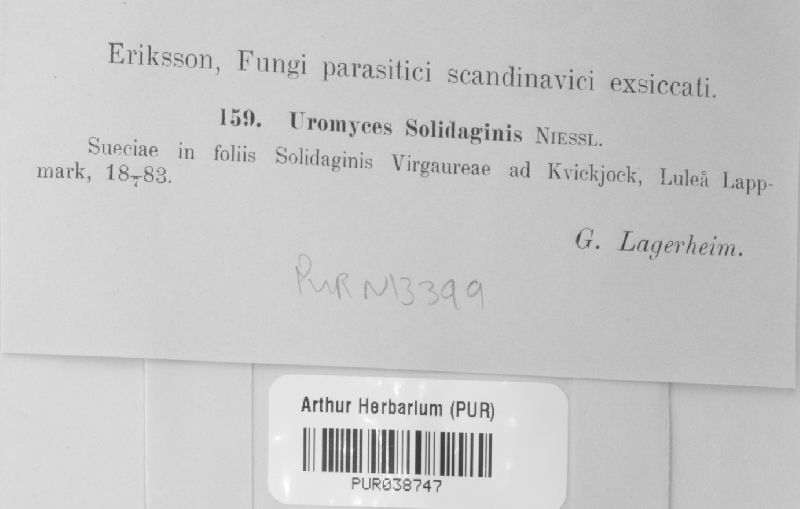 Eriksson, Fungi parasitici scandinavici exsiccati.
159. Uromyces Solidaginis NIESSL.
Sueciae in foliis Solidaginis Virgaureae ad Kvickjock, Luleå Lapp-
mark, 18 7/83.
G. Lagerheim.
PUR N13399
Arthur Herbarium (PUR)
PUR038747